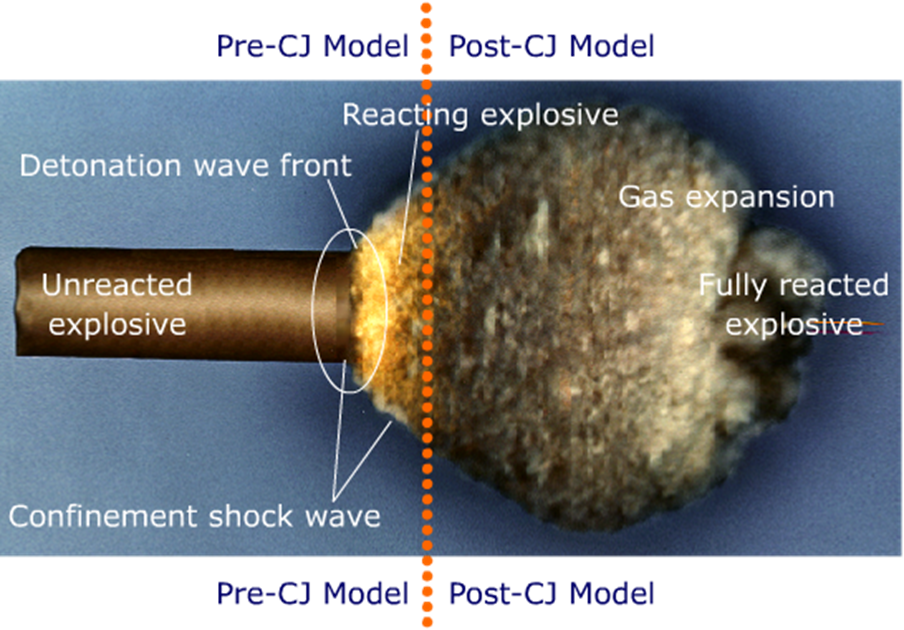 Pre-CJ Model Post-CJ Model
Reacting explosive
Detonation wave front
Gas expansion
Unreacted
explosive
Fully reacted
explosive
Confinement shock wave
Pre-CJ Model Post-CJ Model